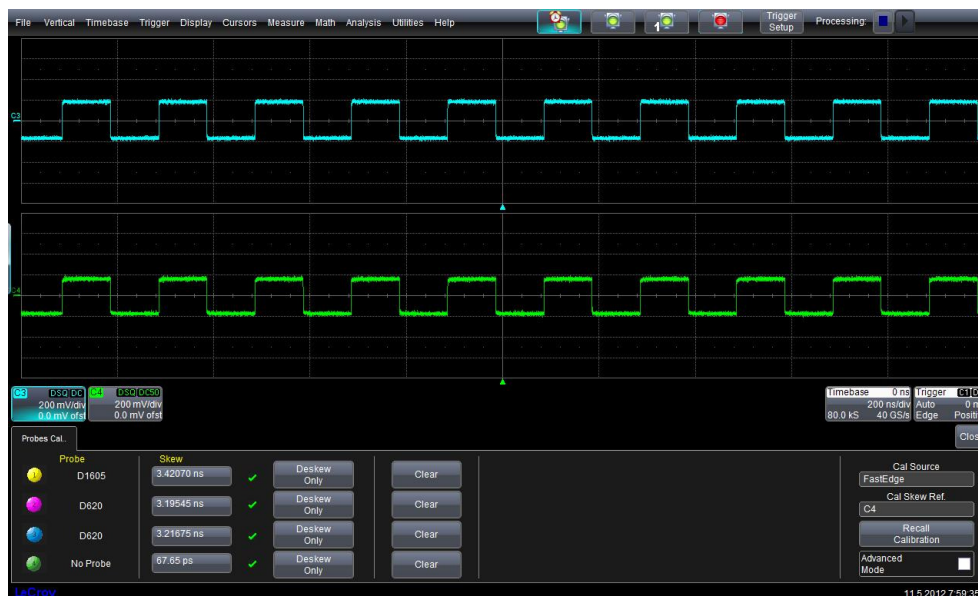 File Vertical Timebase Trigger Display Cursors Measure Math Analysis Utilities Help 1 Trigger Setup Processing:
C3
C4
C3 DSQ DC C4 DSQ DC50 Timebase 0 ns Trigger C1
200 mV/div 200 mV/div 200 ns/div Auto
0.0 mV ofst 0.0 mV ofst 80.0 kS 40 GS/s Edge
Probes Cal..
Probe Skew
1 D1605 3.42070 ns Deskew Only Clear
D620 3.19545 ns Deskew Only Clear
D620 3.21675 ns Deskew Only Clear
No Probe 67.65 ps Deskew Only Clear
Cal Source
FastEdge
Cal Skew Ref.
C4
Recall
Calibration
Advanced
Mode
LeCroy